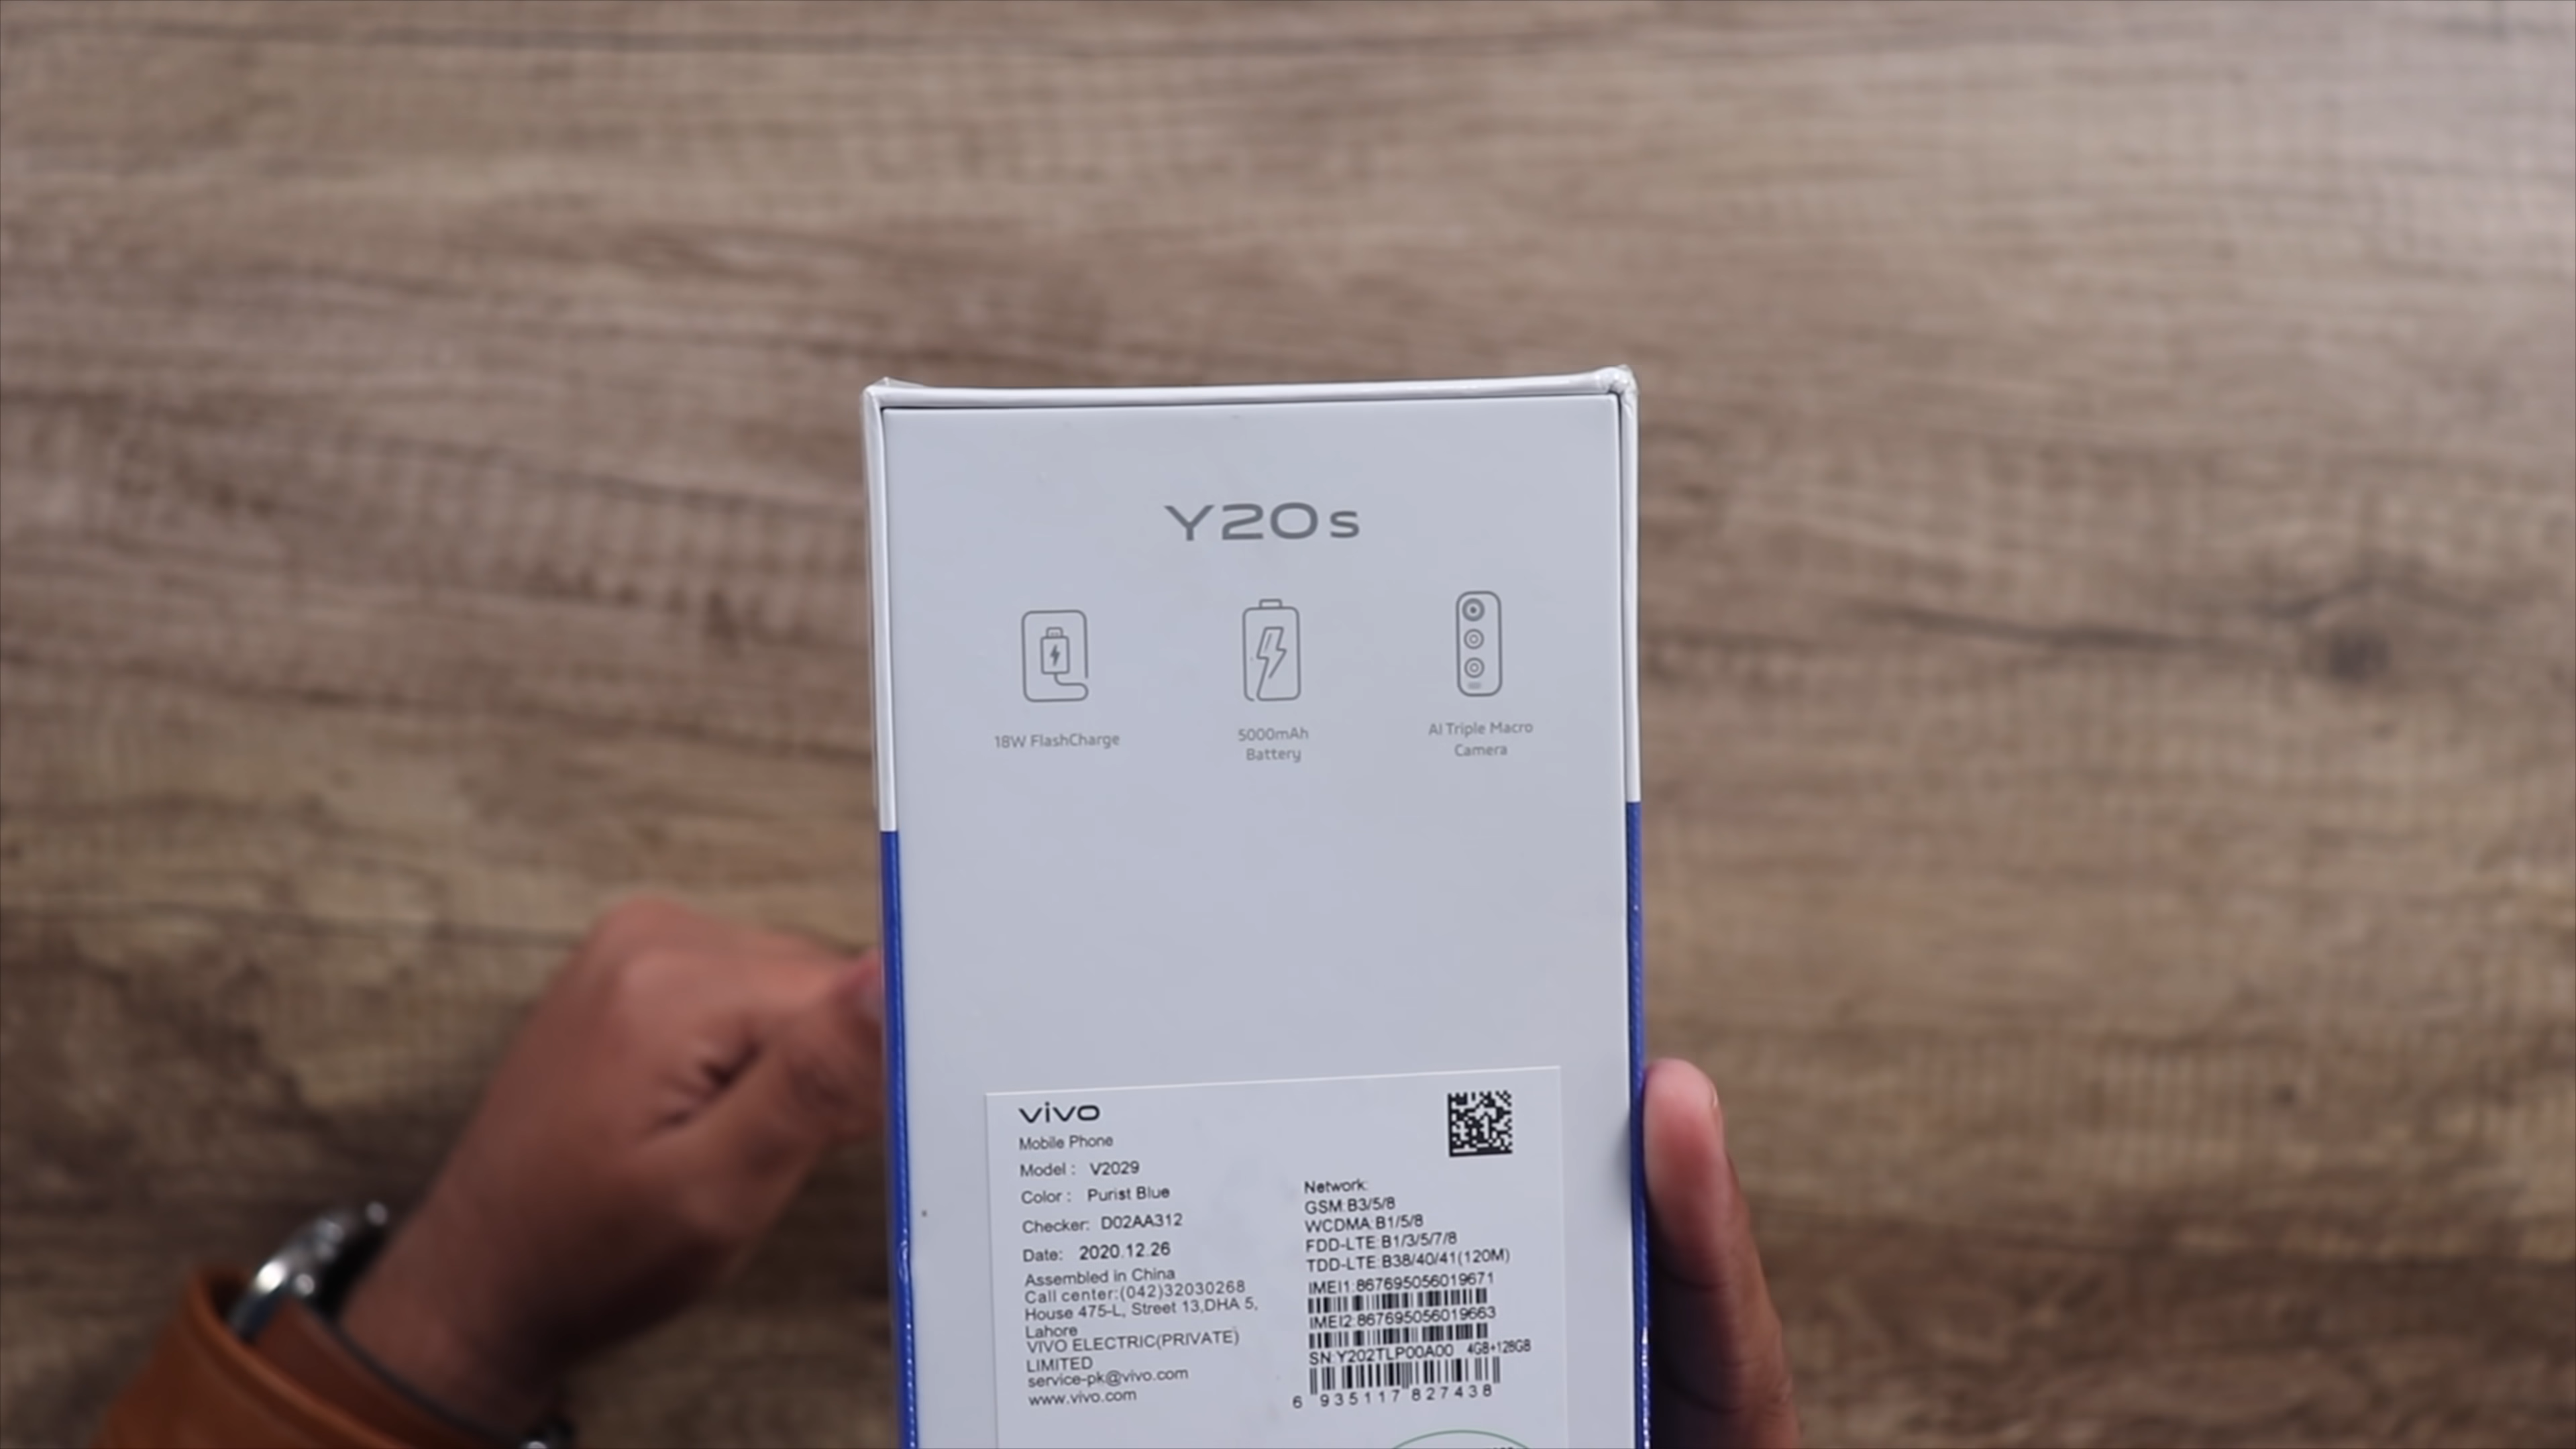 Y20s
18W FlashCharge
5000mAh
Battery
AI Triple Macro
Camera
vivo
Mobile Phone
Model : V2029
Color : Purist Blue
Checker: D02AA312
Date: 2020.12.26
Assembled in China
Call center:(042)32030268
House 475-L, Street 13,DHA 5,
Lahore
VIVO ELECTRIC(PRIVATE)
LIMITED
service-pk@vivo.com
www.vivo.com
Network:
GSM:B3/5/8
WCDMA:B1/5/8
FDD-LTE:B1/3/5/7/8
TDD-LTE:B38/40/41(120M)
IMEI1:867695056019671
IMEI2:867695056019663
SN:Y202TLP00A00 4GB+128GB
6 935117 827438